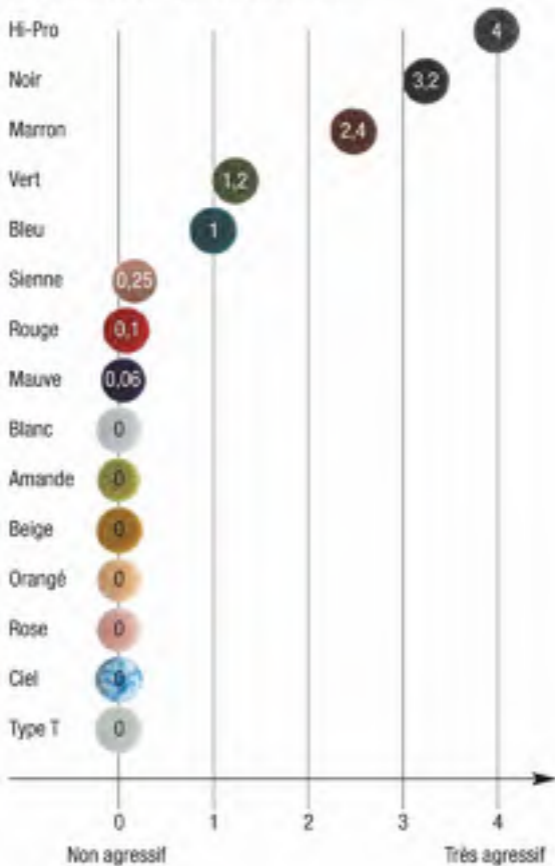 Hi-Pro 4
Noir 3,2
Marron 2,4
Vert 1,2
Bleu 1
Sienne 0,25
Rouge 0,1
Mauve 0,06
Blanc 0
Amande 0
Beige 0
Orangé 0
Rose 0
Ciel 0
Type T 0
0 1 2 3 4
Non agressif Très agressif